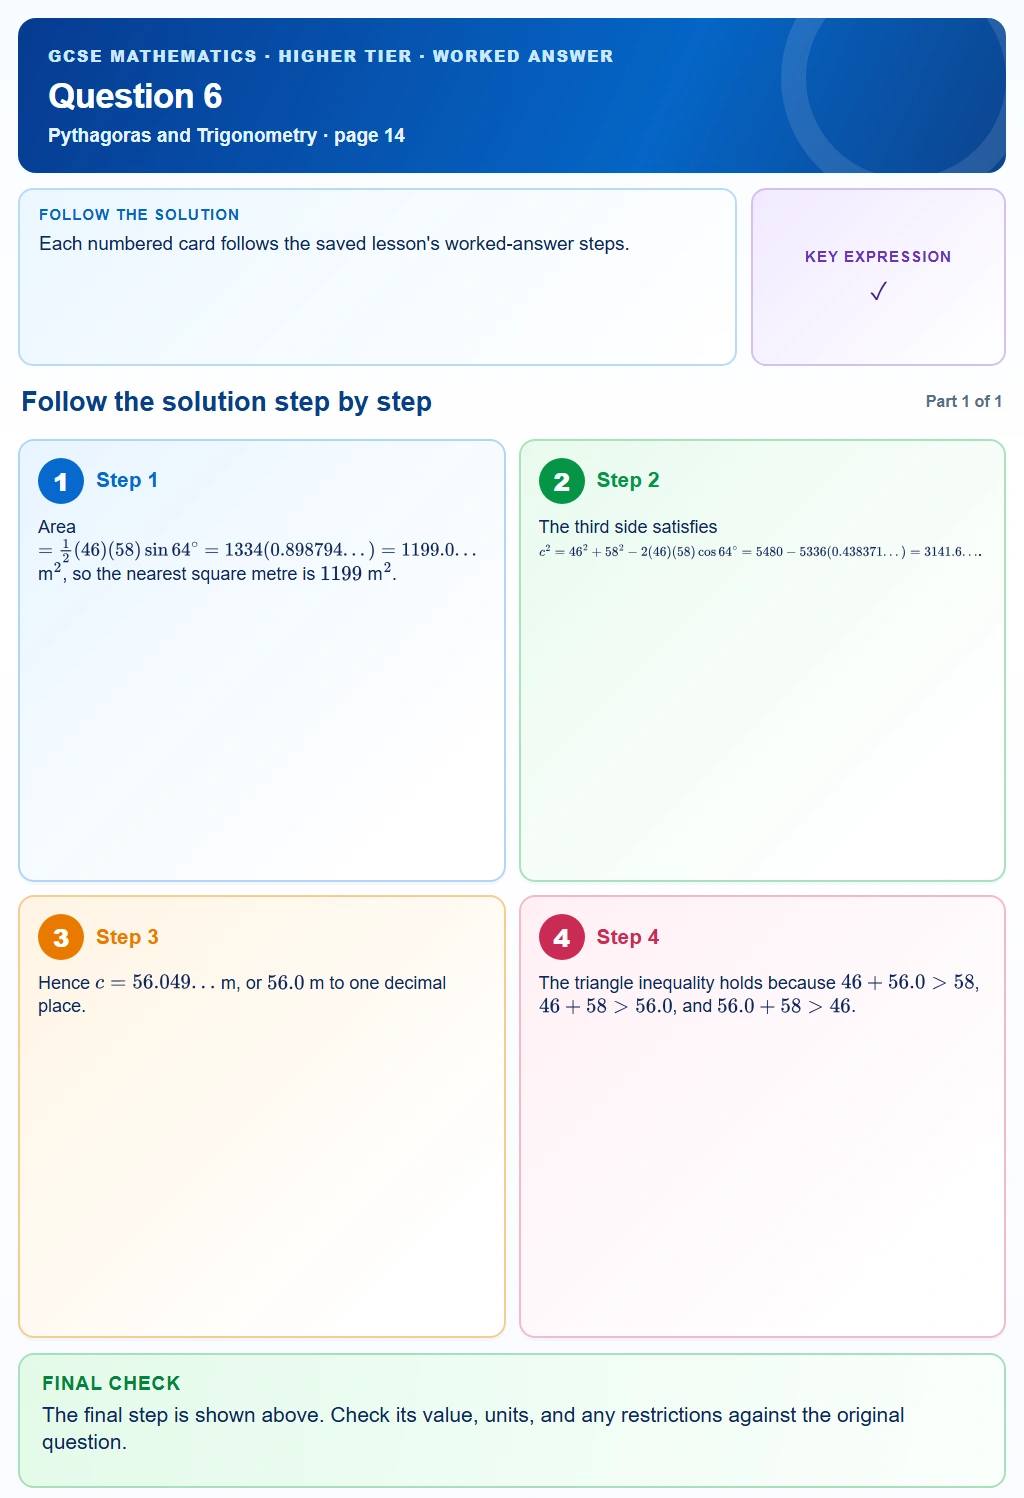 GCSE MATHEMATICS · HIGHER TIER · WORKED ANSWER
Question 6
Pythagoras and Trigonometry · page 14
FOLLOW THE SOLUTION
Each numbered card follows the saved lesson's worked-answer steps.
KEY EXPRESSION
✓
Follow the solution step by step
Part 1 of 1
1 Step 1
Area
= 1/2(46)(58) sin 64° = 1334(0.898794…) = 1199.0…
m², so the nearest square metre is 1199 m².
2 Step 2
The third side satisfies
c² = 46² + 58² − 2(46)(58) cos 64° = 5480 − 5336(0.438371…) = 3141.6….
3 Step 3
Hence c = 56.049… m, or 56.0 m to one decimal
place.
4 Step 4
The triangle inequality holds because 46 + 56.0 > 58,
46 + 58 > 56.0, and 56.0 + 58 > 46.
FINAL CHECK
The final step is shown above. Check its value, units, and any restrictions against the original
question.